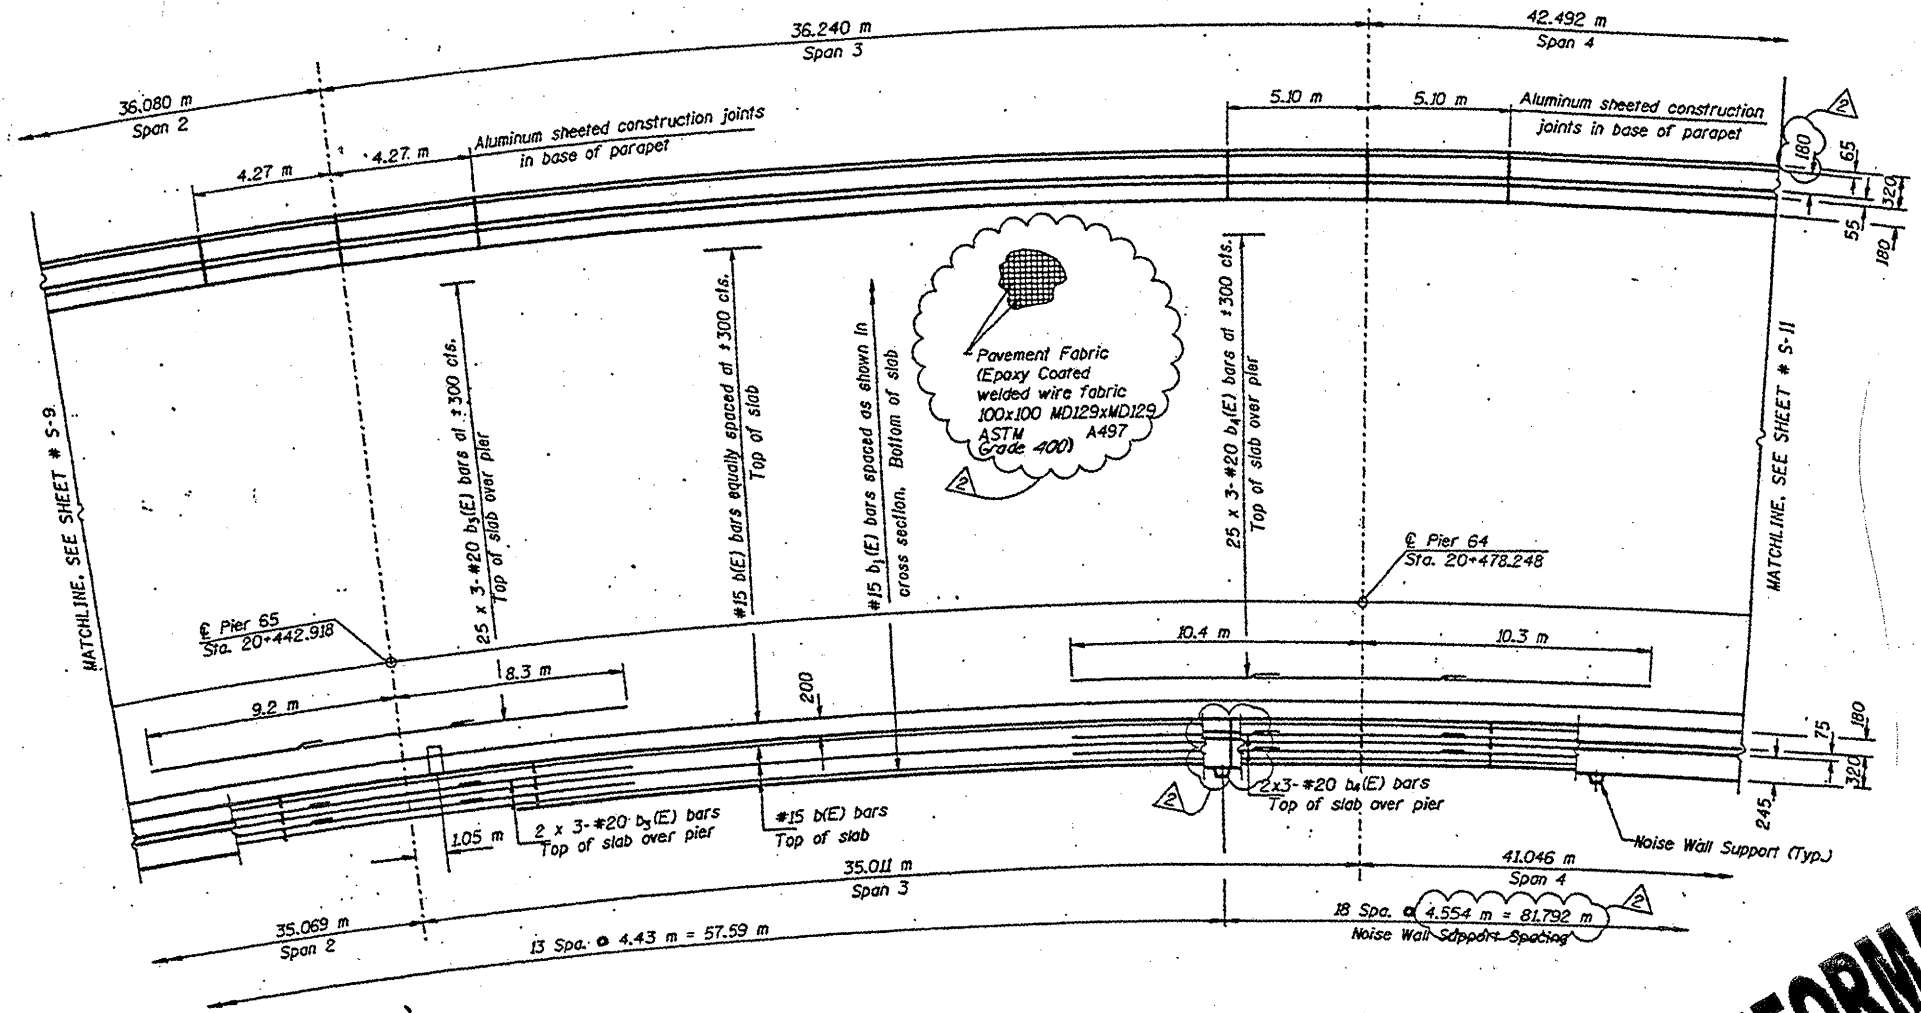 36.240 m
Span 3
42.492 m
Span 4
36.080 m
Span 2
4.27 m
4.27 m
Aluminum sheeted construction joints
in base of parapet
5.10 m
5.10 m
Aluminum sheeted construction
joints in base of parapet
2
180
65
320
55
180
MATCHLINE, SEE SHEET # S-9
25 x 3-#20 b3(E) bars at ±300 cts.
Top of slab over pier
#15 b(E) bars equally spaced at ±300 cts.
Top of slab
#15 b1(E) bars spaced as shown in
cross section. Bottom of slab
Pavement Fabric
(Epoxy Coated
welded wire fabric
100x100 MD129xMD129
ASTM A497
Grade 400)
2
25 x 3-#20 b4(E) bars at ±300 cts.
Top of slab over pier
MATCHLINE, SEE SHEET # S-11
℄ Pier 64
Sta. 20+478.248
℄ Pier 65
Sta. 20+442.918
10.4 m
10.3 m
8.3 m
9.2 m
200
75
180
320
245
2
1.05 m
2 x 3-#20 b3(E) bars
Top of slab over pier
#15 b(E) bars
Top of slab
2x3-#20 b4(E) bars
Top of slab over pier
Noise Wall Support (Typ.)
35.011 m
Span 3
41.046 m
Span 4
35.069 m
Span 2
13 Spa. @ 4.43 m = 57.59 m
18 Spa. @ 4.554 m = 81.792 m
Noise Wall Support Spacing
2